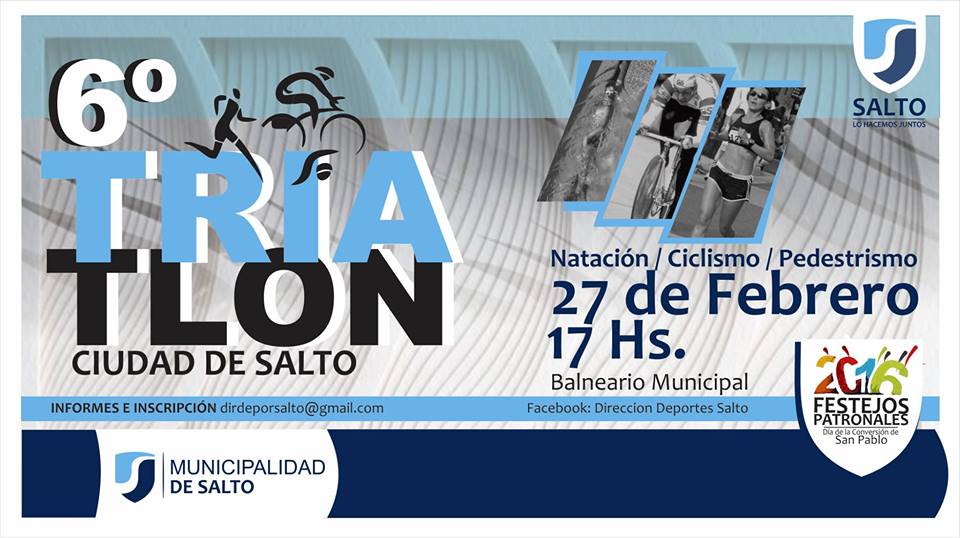 6º
TRIA
TLON
CIUDAD DE SALTO
SALTO
LO HACEMOS JUNTOS
Natación / Ciclismo / Pedestrismo
27 de Febrero
17 Hs.
Balneario Municipal
2016
FESTEJOS
PATRONALES
Día de la Conversión de
San Pablo
INFORMES E INSCRIPCIÓN dirdeporsalto@gmail.com
Facebook: Direccion Deportes Salto
MUNICIPALIDAD
DE SALTO